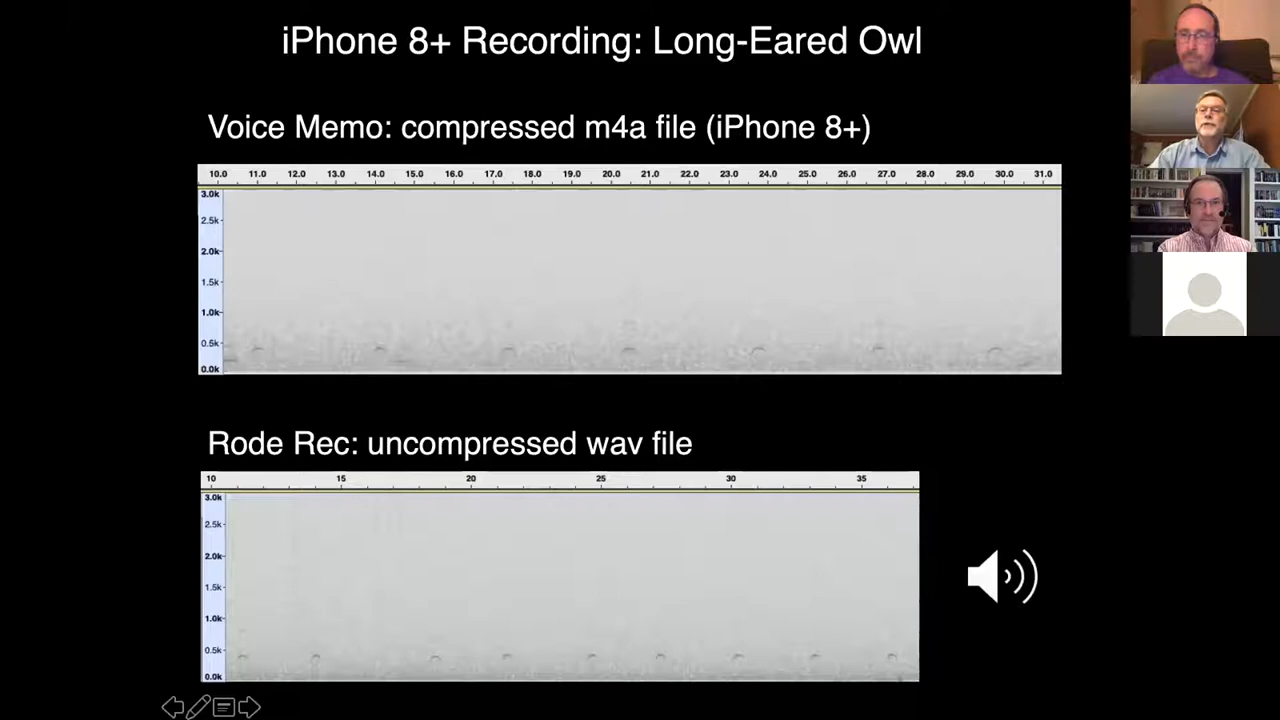 iPhone 8+ Recording: Long-Eared Owl
Voice Memo: compressed m4a file (iPhone 8+)
10.0 11.0 12.0 13.0 14.0 15.0 16.0 17.0 18.0 19.0 20.0 21.0 22.0 23.0 24.0 25.0 26.0 27.0 28.0 29.0 30.0 31.0
3.0k
2.5k
2.0k
1.5k
1.0k
0.5k
0.0k
Rode Rec: uncompressed wav file
10 15 20 25 30 35
3.0k
2.5k
2.0k
1.5k
1.0k
0.5k
0.0k